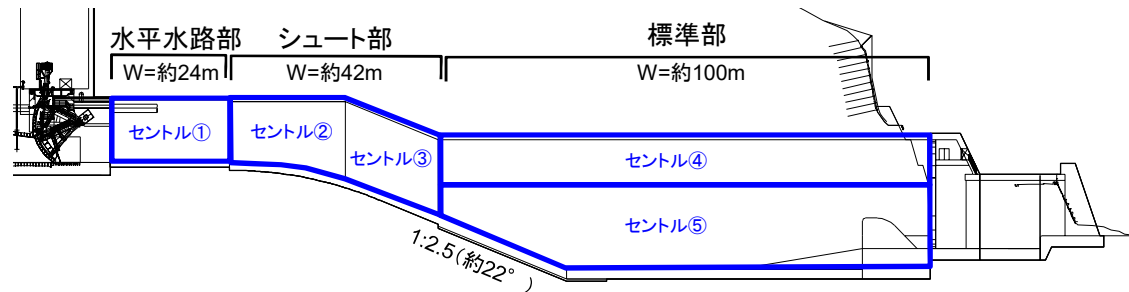 水平水路部
シュート部
標準部
W=約24m
W=約42m
W=約100m
セントル①
セントル②
セントル③
セントル④
セントル⑤
1:2.5(約22°)